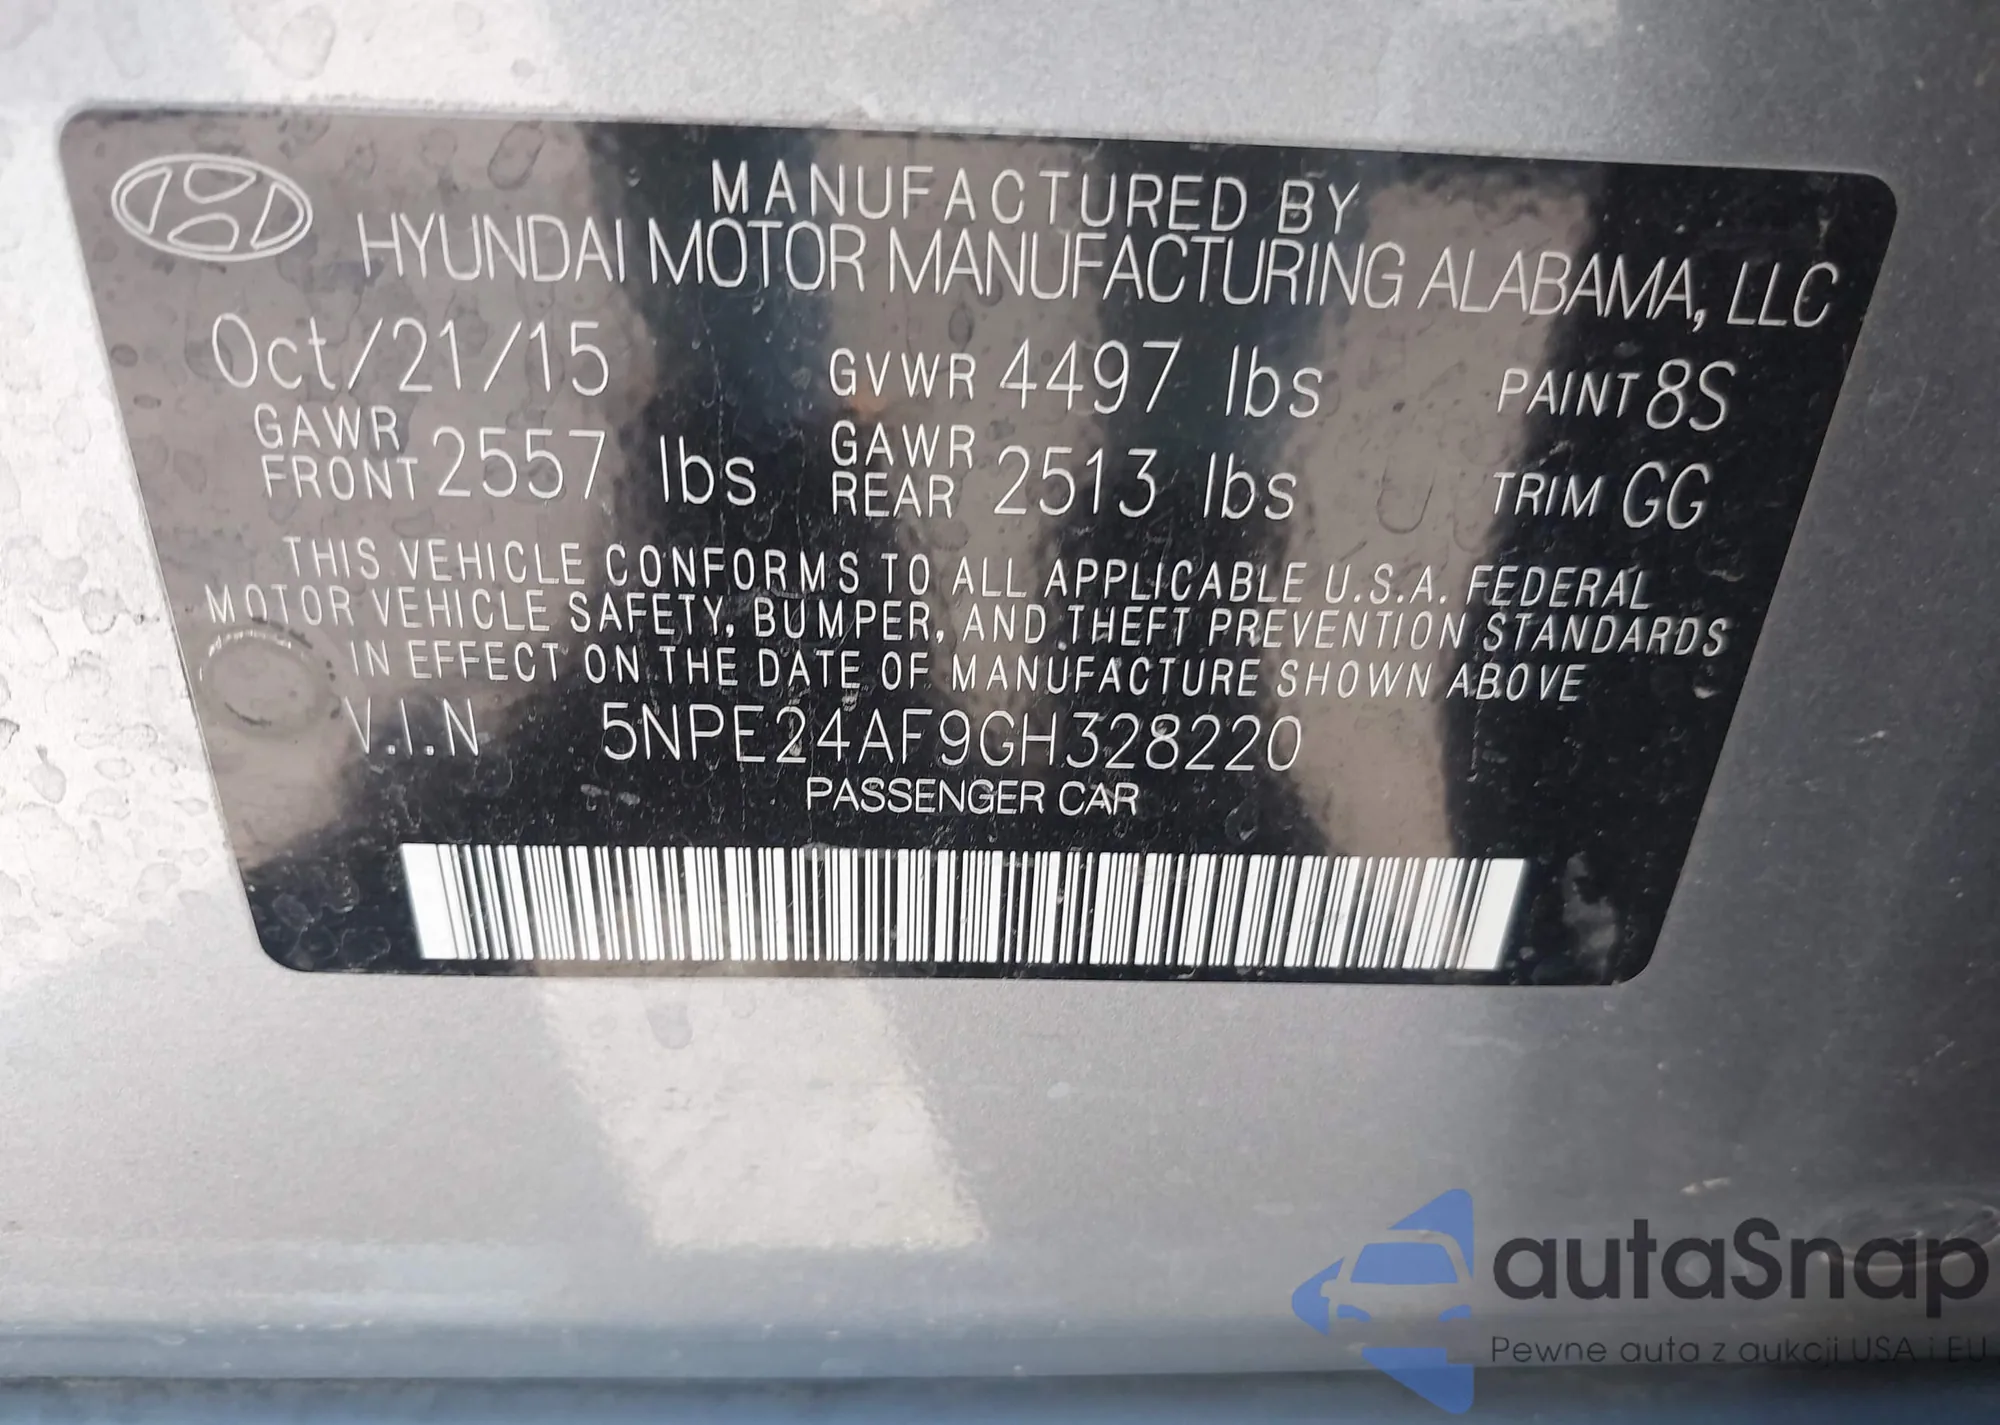 MANUFACTURED BY
HYUNDAI MOTOR MANUFACTURING ALABAMA, LLC
Oct/21/15 GVWR 4497 lbs PAINT 8S
GAWR FRONT 2557 lbs GAWR REAR 2513 lbs TRIM GG
THIS VEHICLE CONFORMS TO ALL APPLICABLE U.S.A. FEDERAL
MOTOR VEHICLE SAFETY, BUMPER, AND THEFT PREVENTION STANDARDS
IN EFFECT ON THE DATE OF MANUFACTURE SHOWN ABOVE
V.I.N 5NPE24AF9GH328220
PASSENGER CAR
autaSnap
Pewne auta z aukcji USA i EU